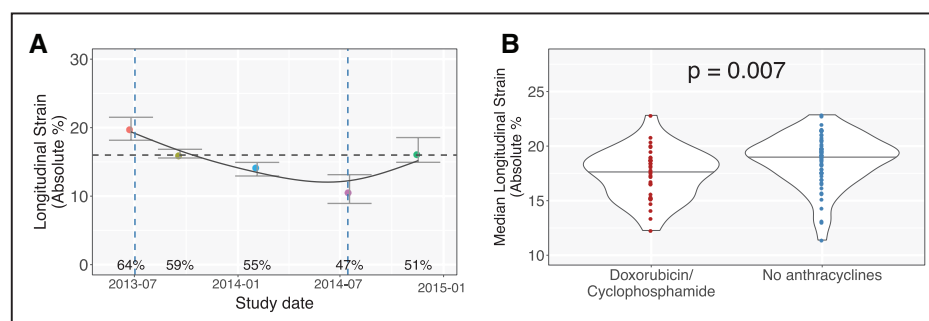 A
Longitudinal Strain
(Absolute %)
30
20
10
0
64% 59% 55% 47% 51%
2013-07 2014-01 2014-07 2015-01
Study date
B
Median Longitudinal Strain
(Absolute %
p = 0.007
25
20
15
10
Doxorubicin/
Cyclophosphamide
No anthracyclines